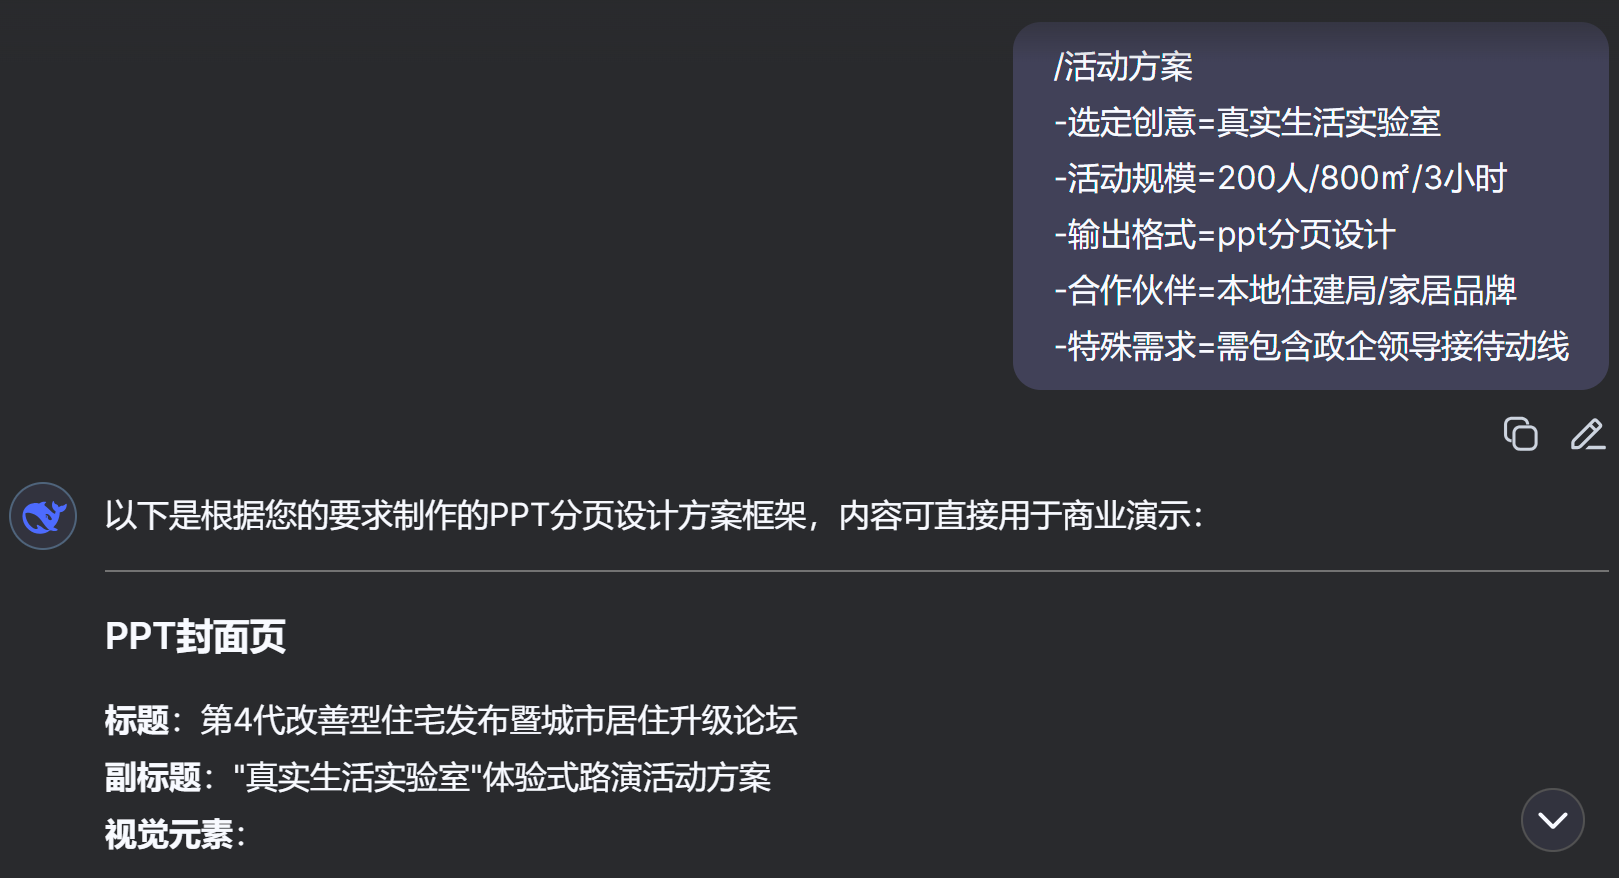 /活动方案
-选定创意=真实生活实验室
-活动规模=200人/800㎡/3小时
-输出格式=ppt分页设计
-合作伙伴=本地住建局/家居品牌
-特殊需求=需包含政企领导接待动线
以下是根据您的要求制作的PPT分页设计方案框架，内容可直接用于商业演示：
PPT封面页
标题：第4代改善型住宅发布暨城市居住升级论坛
副标题："真实生活实验室"体验式路演活动方案
视觉元素：